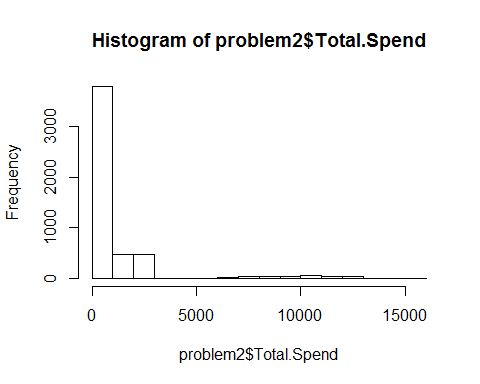 Histogram of problem2$Total.Spend
Frequency
3000
2000
1000
0
0 5000 10000 15000
problem2$Total.Spend